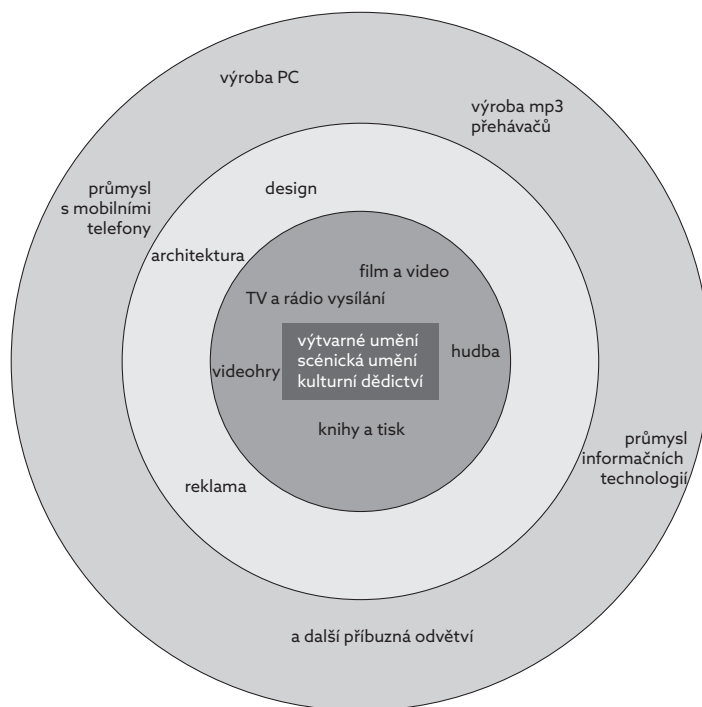 výroba PC
výroba mp3
přehávačů
průmysl
s mobilními
telefony
design
architektura
film a video
TV a rádio vysílání
výtvarné umění
scénická umění
kulturní dědictví
hudba
videohry
knihy a tisk
průmysl
informačních
technologií
reklama
a další příbuzná odvětví